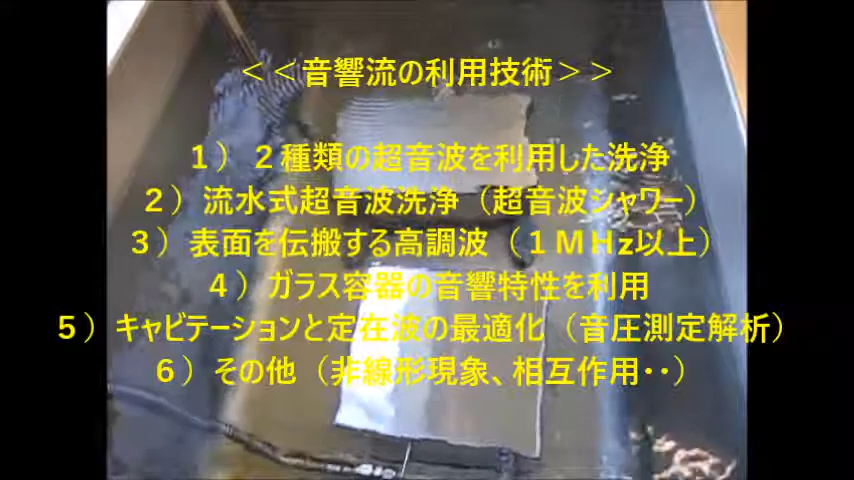 ＜＜音響流の利用技術＞＞
１）２種類の超音波を利用した洗浄
２）流水式超音波洗浄（超音波シャワー）
３）表面を伝搬する高調波（１ＭＨz以上）
４）ガラス容器の音響特性を利用
５）キャビテーションと定在波の最適化（音圧測定解析）
６）その他（非線形現象、相互作用・・）